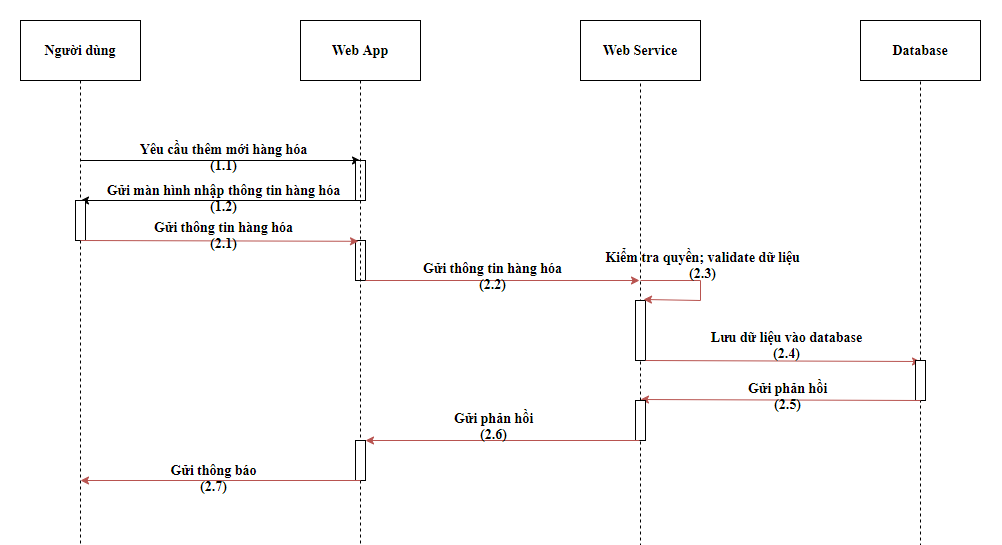 Người dùng
Web App
Web Service
Database
Yêu cầu thêm mới hàng hóa
(1.1)
Gửi màn hình nhập thông tin hàng hóa
(1.2)
Gửi thông tin hàng hóa
(2.1)
Gửi thông tin hàng hóa
(2.2)
Kiểm tra quyền; validate dữ liệu
(2.3)
Lưu dữ liệu vào database
(2.4)
Gửi phản hồi
(2.5)
Gửi phản hồi
(2.6)
Gửi thông báo
(2.7)